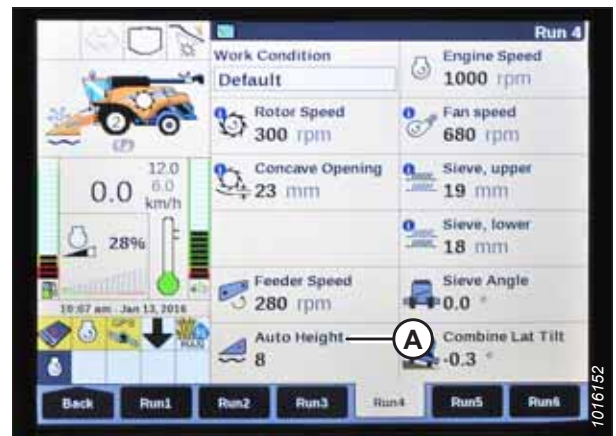 Run 4
Work Condition
Default
Engine Speed
1000 rpm
Rotor Speed
300 rpm
Fan speed
680 rpm
Concave Opening
23 mm
Sieve, upper
19 mm
Sieve, lower
18 mm
Feeder Speed
280 rpm
Sieve Angle
0.0 °
Auto Height
8
A
Combine Lat Tilt
-0.3 °
2
(P)
0.0
12.0
6.0
km/h
28%
10:07 am Jan 13, 2016
GPS
MAN
Back
Run1
Run2
Run3
Run4
Run5
Run6
1016152